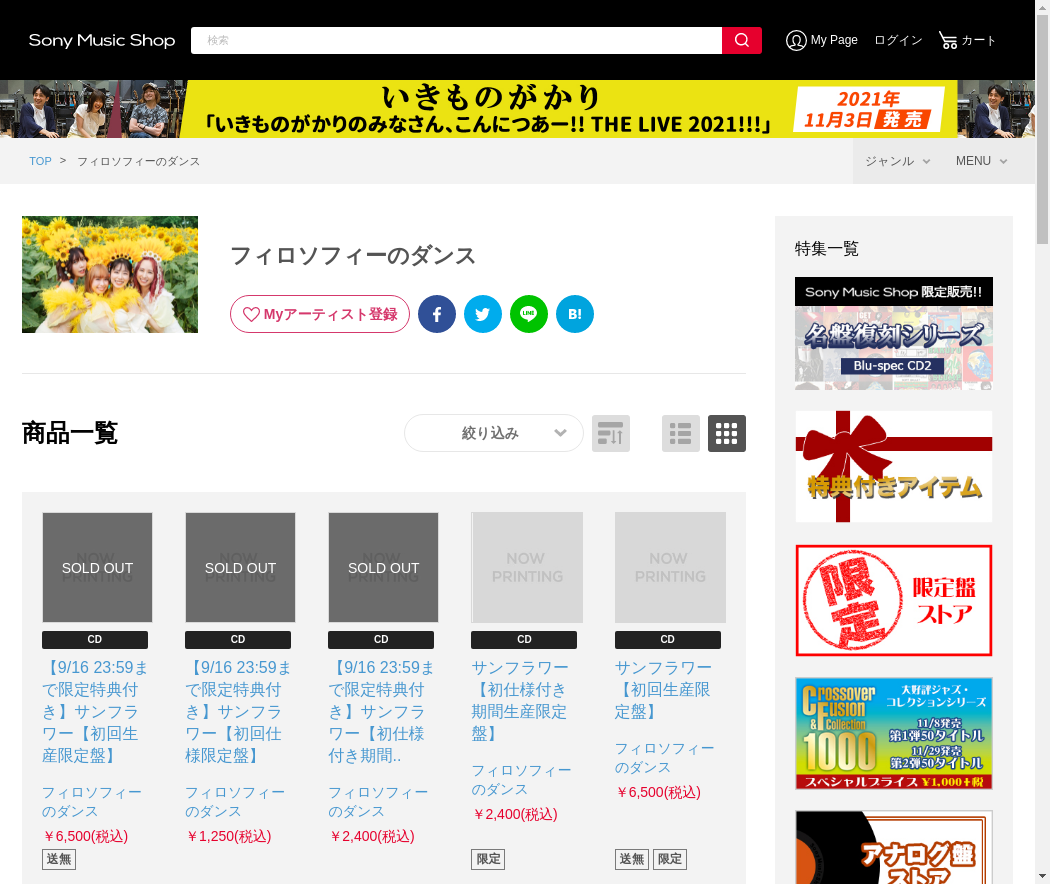 Sony Music Shop
検索
My Page
ログイン
カート
いきものがかり
「いきものがかりのみなさん、こんにつあー!! THE LIVE 2021!!!」
2021年
11月3日発売
TOP > フィロソフィーのダンス
ジャンル
MENU
フィロソフィーのダンス
Myアーティスト登録
B!
商品一覧
絞り込み
NOW PRINTING
SOLD OUT
CD
【9/16 23:59ま
で限定特典付
き】サンフラ
ワー【初回生
産限定盤】
フィロソフィー
のダンス
￥6,500(税込)
送無
NOW PRINTING
SOLD OUT
CD
【9/16 23:59ま
で限定特典付
き】サンフラ
ワー【初回仕
様限定盤】
フィロソフィー
のダンス
￥1,250(税込)
NOW PRINTING
SOLD OUT
CD
【9/16 23:59ま
で限定特典付
き】サンフラ
ワー【初仕様
付き期間..
フィロソフィー
のダンス
￥2,400(税込)
NOW
PRINTING
CD
サンフラワー
【初仕様付き
期間生産限定
盤】
フィロソフィー
のダンス
￥2,400(税込)
限定
NOW
PRINTING
CD
サンフラワー
【初回生産限
定盤】
フィロソフィー
のダンス
￥6,500(税込)
送無 限定
特集一覧
Sony Music Shop 限定販売!!
名盤復刻シリーズ
Blu-spec CD2
特典付きアイテム
限定
限定盤
ストア
Crossover
& Fusion
Collection
1000
大好評ジャズ・
コレクションシリーズ
11/8発売
第1弾50タイトル
11/29発売
第2弾50タイトル
スペシャルプライス ¥1,000+税
アナログ盤
ストア